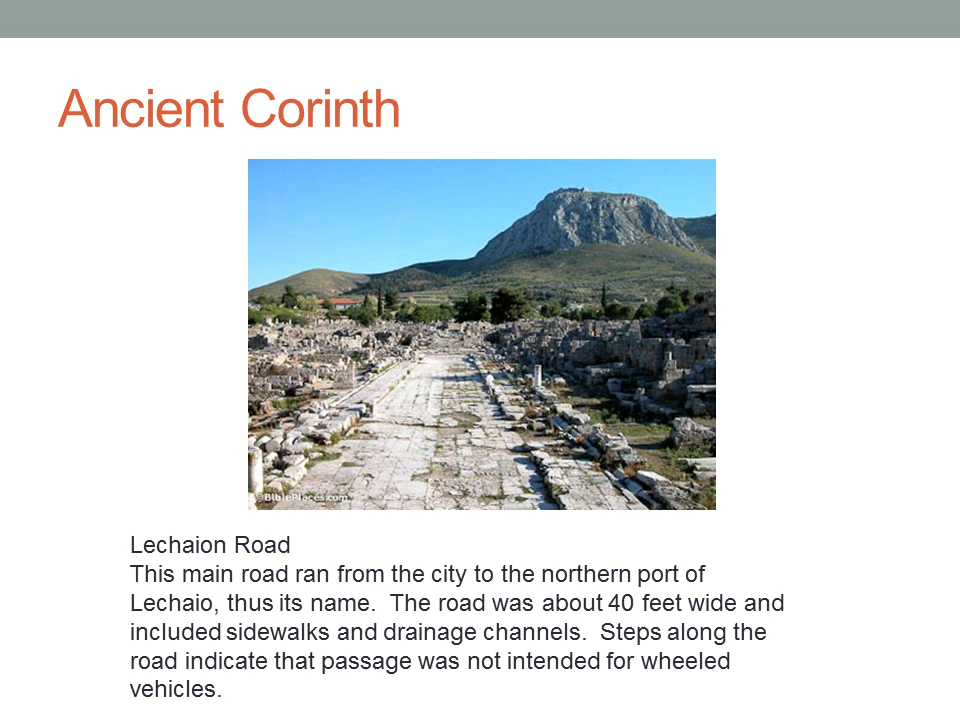 Ancient Corinth
©BiblePlaces.com
Lechaion Road
This main road ran from the city to the northern port of
Lechaio, thus its name.  The road was about 40 feet wide and
included sidewalks and drainage channels.  Steps along the
road indicate that passage was not intended for wheeled
vehicles.